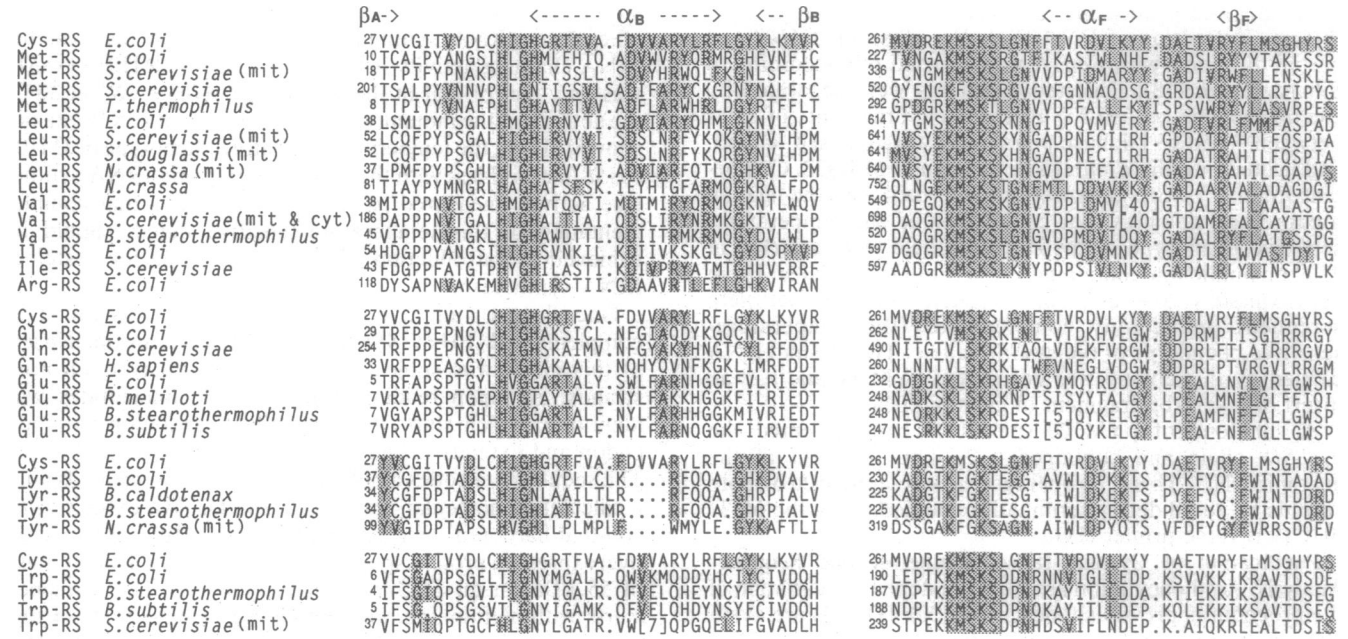 βA-> <------ αB ------> <-- βB <-- αF --> <βF>
Cys-RS E.coli 27 YVCGITVYDLCHIGHGRTFVA.FDVVARYLRFLGYKLKYVR 261 MVDREKMSKSLGNFFTVRDVLKYY.DAETVRYFLMSGHYRS
Met-RS E.coli 10 TCALPYANGSIHLGHMLEHIQ.ADVWVRYQRMRGHEVNFIC 227 TVNGAKMSKSRGTFIKASTWLNHF.DADSLRYYYTAKLSSR
Met-RS S.cerevisiae(mit) 18 TTPIFYPNAKPHLGHLYSSLL.SDVYHRWQLFKGNLSFFTT 336 LCNGMKMSKSLKNVVDPIDMARYY.GADIVRWFLLENSKLE
Met-RS S.cerevisiae 201 TSALPYVNNVPHLGNIIGSVLSADIFARYCKGRNYNALFIC 520 QYENGKFSKSRGVGVFGNNAQDSG.GRDALRYYLLREIPYG
Met-RS T.thermophilus 8 TTPIYYVNAEPHLGHAYTTVV.ADFLARWHRLDGYRTFFLT 292 GPDGRKMSKTLGNVVDPFALLEKYISPSVWRYYLASVRPES
Leu-RS E.coli 38 LSMLPYPSGRLHMGHVRNYTI.GDVIARYQHMLGKNVLQPI 614 TYGMSKMSKSKNNGIDPQVMVERY.GADTVRLFMMFASPAD
Leu-RS S.cerevisiae(mit) 52 LCQFPYPSGALHIGHLRVYVI.SDSLNRFYKQKGYNVIHPM 641 VVSYEKMSKSKYNGADPNECILRH.GPDATRAHILFQSPIA
Leu-RS S.douglassi(mit) 52 LCQFPYPSGVLHIGHLRVYVI.SDSLNRFYKQRGYNVIHPM 641 MVSYEKMSKSKHNGADPNECILRH.GADATRAHILFQSPIA
Leu-RS N.crassa(mit) 37 LPMFPYPSGHLHLGHLRVYTI.ADVIARFQTLQGHKVLLPM 640 NVSYEKMSKSKHNGVDPTTFIAQY.GADATRAHILFQAPVS
Leu-RS N.crassa 81 TIAYPYMNGRLHAGHAFSFSK.IEYHTGFARMQGKRALFPQ 752 QLNGEKMSKSTGNFMTLDDVVKKY.GADAARVALADAGDGI
Val-RS E.coli 41 MIPPPNVTGSLHMGHAFQQTI.MDTMIRYQRMQGKNTLWQV 549 DDEGQKMSKSKGNVIDPLDMV[40]GTDALRFTLAALASTG
Val-RS S.cerevisiae(mit & cyt) 186 PAPPPNVTGALHIGHALTIAI.QDSLIRYNRMKGKTVLFLP 698 DAQGRKMSKSLGNVIDPLDVI[40]GTDAMRFALCAYTTGG
Val-RS B.stearothermophilus 45 VIPPPNVTGKLHLGHAWDTTL.QDIITRMKRMQGYDVLWLP 520 DAQGRKMSKSLGNGVDPMDVIDQY.GADALRYFLATGSSPG
Ile-RS E.coli 54 HDGPPYANGSIHIGHSVNKIL.KDIIVKSKGLSGYDSPYVP 597 DGQGRKMSKSIGNTVSPQDVMNKL.GADILRLWVASTDYTG
Ile-RS S.cerevisiae 43 FDGPPFATGTPHYGHILASTI.KDIVPRYATMTGHHVERRF 597 AADGRKMSKSLKNYPDPSIVLNKY.GADALRLYLINSPVLK
Arg-RS E.coli 118 DYSAPNVAKEMHVGHLRSTII.GDAAVRTLEFLGHKVIRAN
Cys-RS E.coli 27 YVCGITVYDLCHIGHGRTFVA.FDVVARYLRFLGYKLKYVR 261 MVDREKMSKSLGNFFTVRDVLKYY.DAETVRYFLMSGHYRS
Gln-RS E.coli 29 TRFPPEPNGYLHIGHAKSICL.NFGIAQDYKGQCNLRFDDT 262 NLEYTVMSKRKLNLLVTDKHVEGW.DDPRMPTISGLRRRGY
Gln-RS S.cerevisiae 254 TRFPPEPNGYLHIGHSKAIMV.NFGYAKYHNGTCYLRFDDT 490 NITGTVLSKRKIAQLVDEKFVRGW.DDPRLFTLAIRRRGVP
Gln-RS H.sapiens 33 VRFPPEASGYLHIGHAKAALL.NQHYQVNFKGKLIMRFDDT 260 NLNNTVLSKRKLTWFVNEGLVDGW.DDPRLPTVRGVLRRGM
Glu-RS E.coli 5 TRFAPSPTGYLHVGGARTALY.SWLFARNHGGEFVLRIEDT 232 GDDGKKLSKRHGAVSVMQYRDDGY.LPEALLNYLVRLGWSH
Glu-RS R.meliloti 7 VRIAPSPTGEPHVGTAYIALF.NYLFAKKHGGKFILRIEDT 248 NADKSKLSKRKNPTSISYYTALGY.LPEALMNFLGLFFIQI
Glu-RS B.stearothermophilus 7 VGYAPSPTGHLHIGGARTALF.NYLFARHHGGKMIVRIEDT 248 NEQRKKLSKRDESI[5]QYKELGY.LPEAMFNFFALLGWSP
Glu-RS B.subtilis 7 VRYAPSPTGHLHIGNARTALF.NYLFARNQGGKFIIRVEDT 247 NESRKKLSKRDESI[5]QYKELGY.LPEALFNFIGLLGWSP
Cys-RS E.coli 27 YVCGITVYDLCHIGHGRTFVA.FDVVARYLRFLGYKLKYVR 261 MVDREKMSKSLGNFFTVRDVLKYY.DAETVRYFLMSGHYRS
Tyr-RS E.coli 37 YCGFDPTADSLHLGHLVPLLCLK....RFQQA.GHKPVALV 230 KADGTKFGKTEGG.AVWLDPKKTS.PYKFYQ.FWINTADAD
Tyr-RS B.caldotenax 34 YCGFDPTADSLHIGNLAAILTLR....RFQQA.GHRPIALV 225 KADGTKFGKTESG.TIWLDKEKTS.PYEFYQ.FWINTDDRD
Tyr-RS B.stearothermophilus 34 YCGFDPTADSLHIGHLATILTMR....RFQQA.GHRPIALV 225 KADGTKFGKTESG.TIWLDKEKTS.PYEFYQ.FWINTDDRD
Tyr-RS N.crassa(mit) 99 YVGIDPTAPSLHVGHLLPLMPLF....WMYLE.GYKAFTLI 319 DSSGAKFGKSAGN.AIWLDPYQTS.VFDFYGYFVRRSDQEV
Cys-RS E.coli 27 YVCGITVYDLCHIGHGRTFVA.FDVVARYLRFLGYKLKYVR 261 MVDREKMSKSLGNFFTVRDVLKYY.DAETVRYFLMSGHYRS
Trp-RS E.coli 6 VFSGAQPSGELTIGNYMGALR.QWVKMQDDYHCIYCIVDQH 190 LEPTKKMSKSDDNRNNVIGLLEDP.KSVVKKIKRAVTDSDE
Trp-RS B.stearothermophilus 4 IFSGIQPSGVITIGNYIGALR.QFVELQHEYNCYFCIVDQH 187 VDPTKKMSKSDPNPKAYITLLDDA.KTIEKKIKSAVTDSEG
Trp-RS B.subtilis 5 IFSG.QPSGSVTLGNYIGAMK.QFVELQHDYNSYFCIVDQH 188 NDPLKKMSKSDPNQKAYITLLDEP.KQLEKKIKRLEALTDSEG
Trp-RS S.cerevisiae(mit) 37 VFSMIQPTGCFHLGNYLGATR.VW[7]QPGQELIFGVADLH 239 STPEKKMSKSDPNHDSVIFLNDEP.K.AIQKRLEALTDSEG